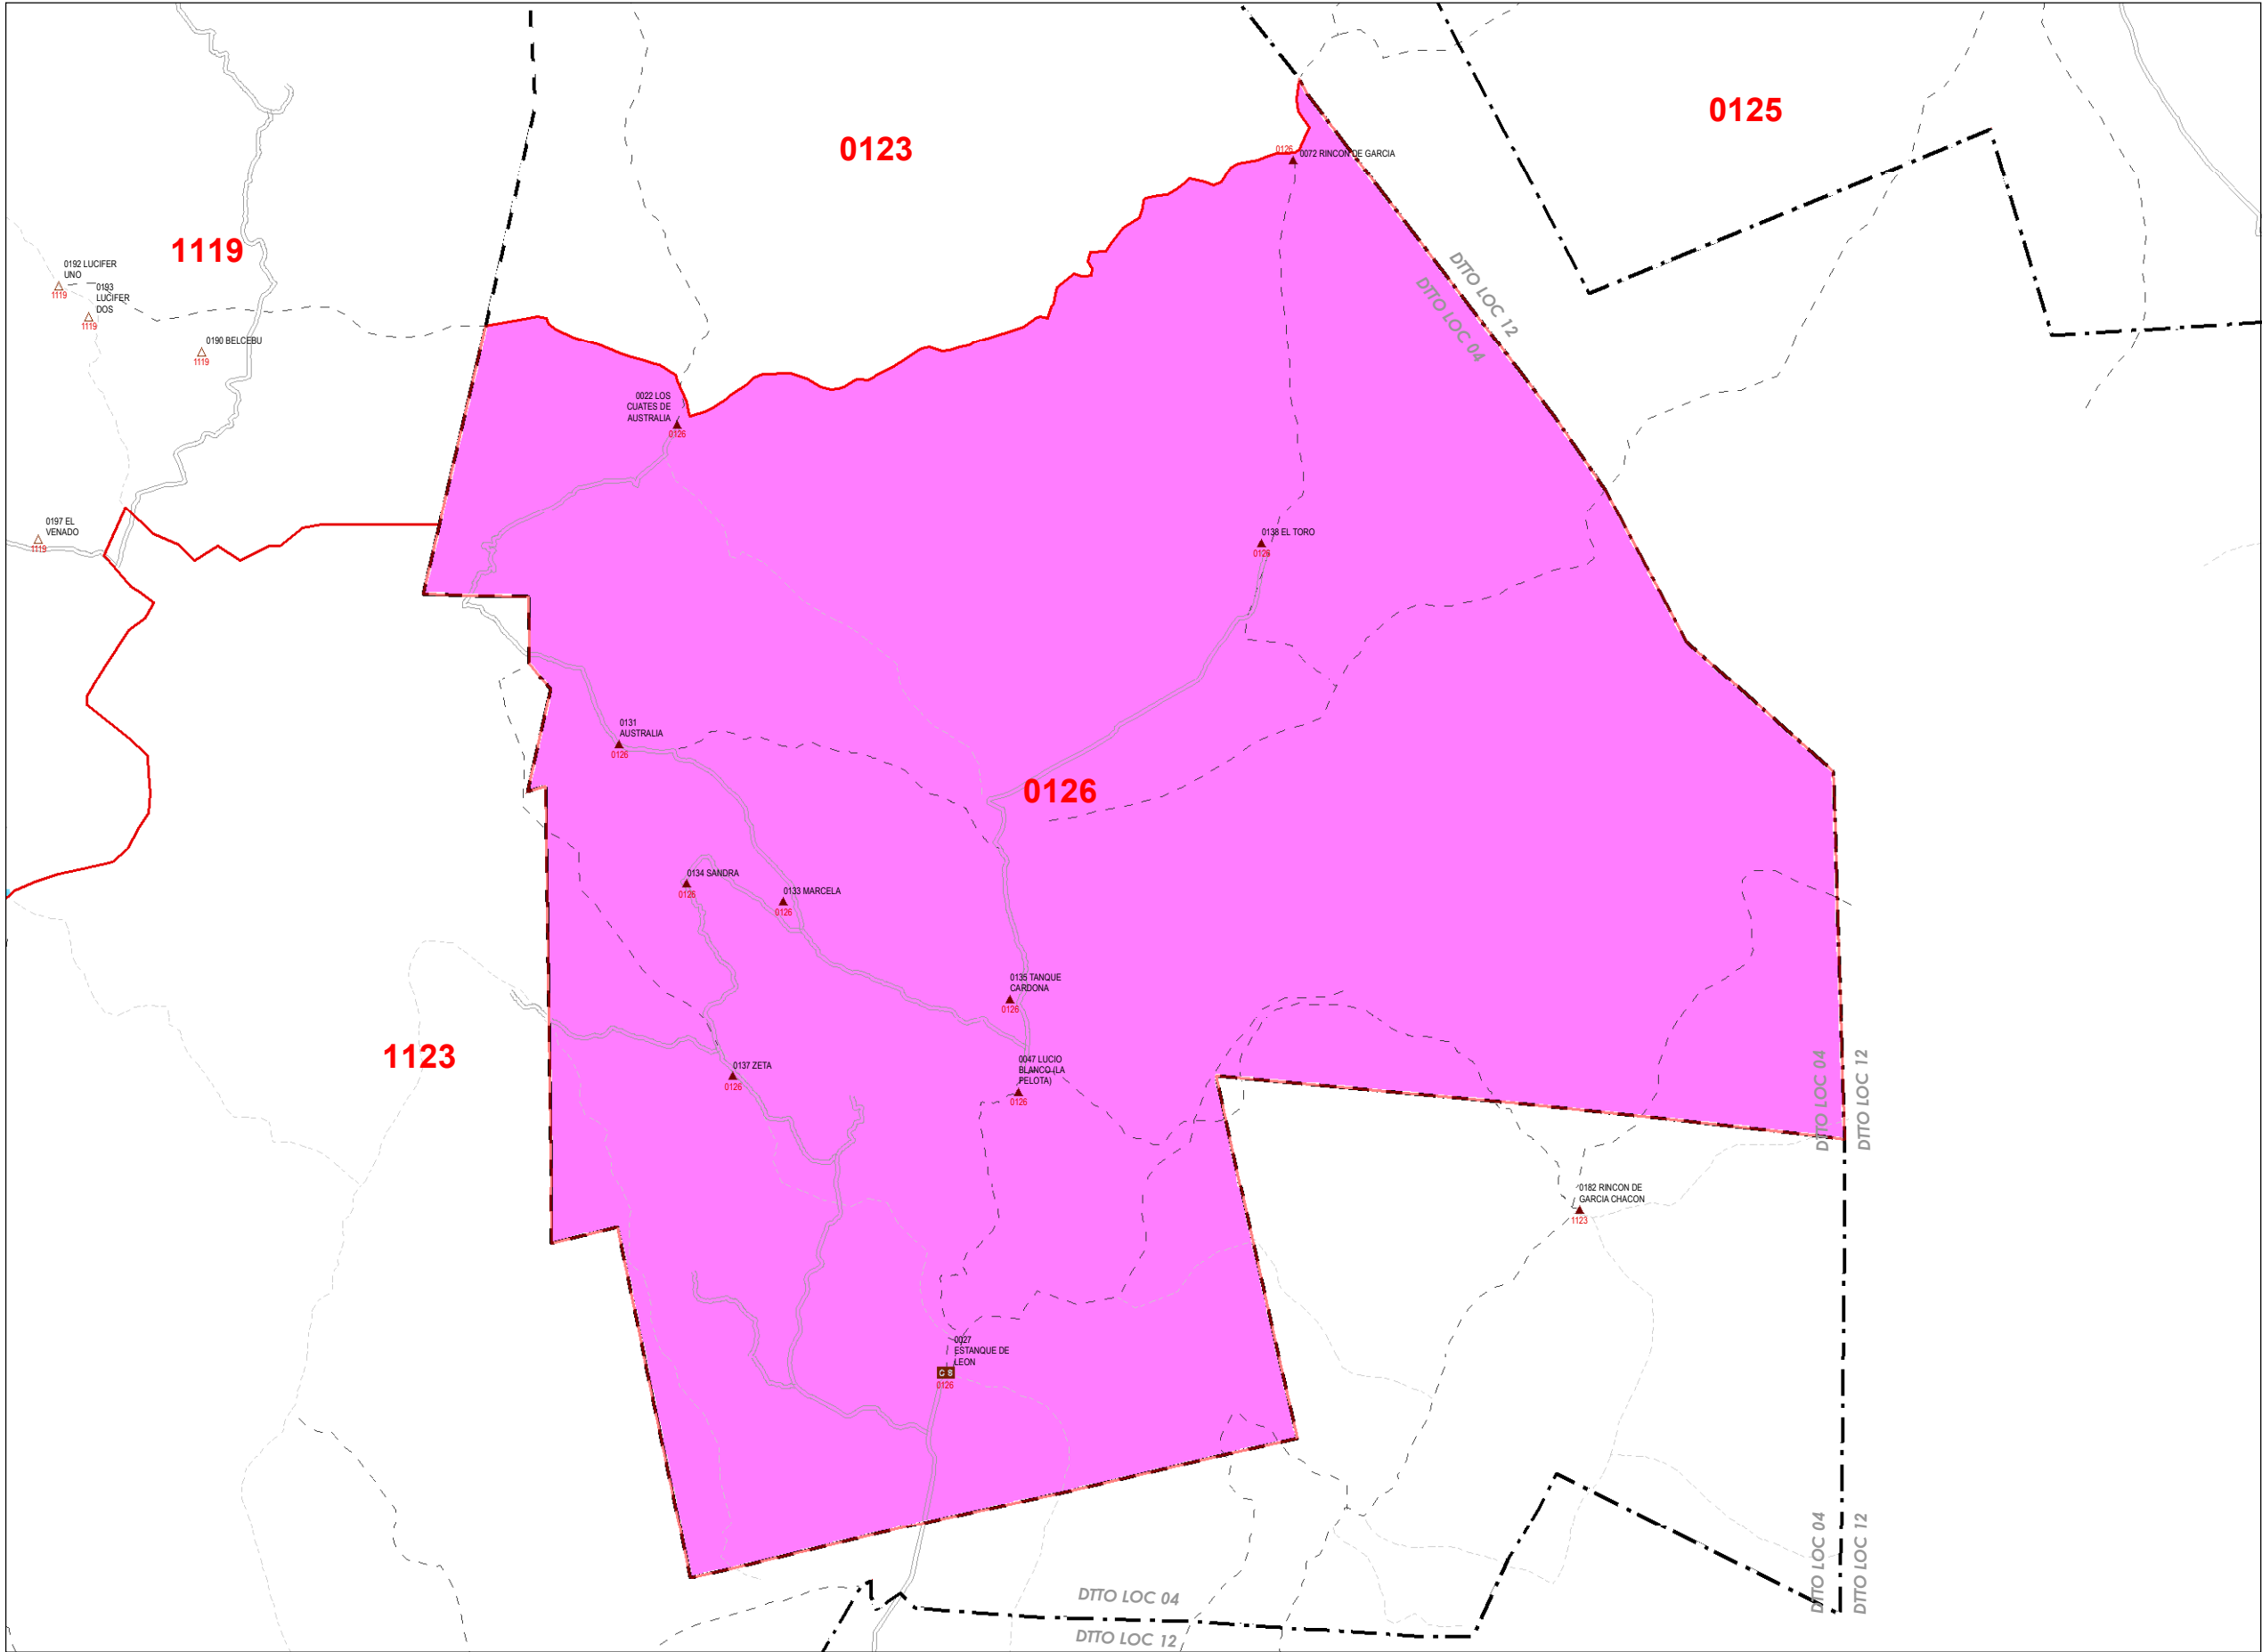 0125
0123
0126
0072 RINCON DE GARCIA
1119
0192 LUCIFER
UNO
1119
0193
LUCIFER
DOS
1119
0190 BELCEBU
1119
DTTO LOC 12
DTTO LOC 04
0022 LOS
CUATES DE
AUSTRALIA
0126
0197 EL
VENADO
1119
0138 EL TORO
0126
0131
AUSTRALIA
0126
0126
0134 SANDRA
0126
0133 MARCELA
0126
0135 TANQUE
CARDONA
0126
1123
0137 ZETA
0126
0047 LUCIO
BLANCO (LA
PELOTA)
0126
DTTO LOC 04
DTTO LOC 12
0182 RINCON DE
GARCIA CHACON
1123
0027
ESTANQUE DE
LEON
C B
0126
DTTO LOC 04
DTTO LOC 12
DTTO LOC 04
DTTO LOC 12